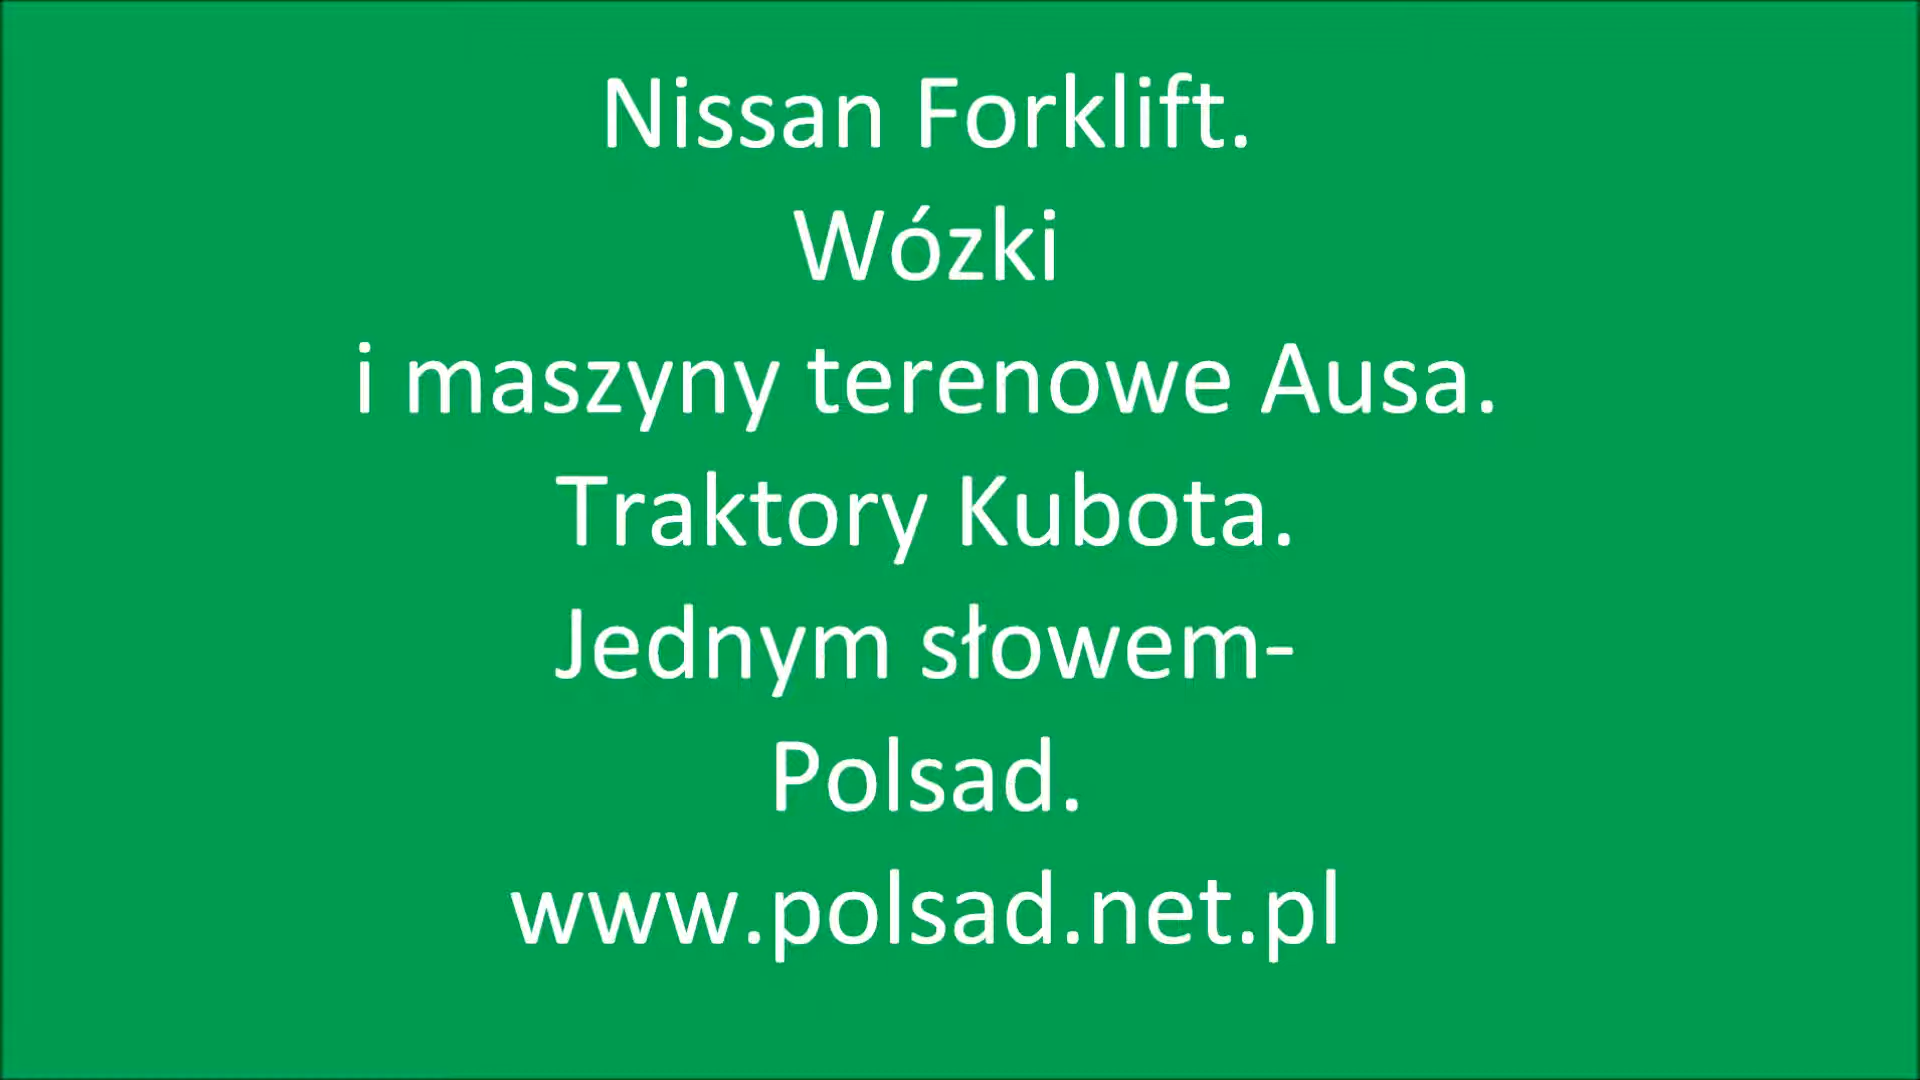 Nissan Forklift.
Wózki
i maszyny terenowe Ausa.
Traktory Kubota.
Jednym słowem-
Polsad.
www.polsad.net.pl